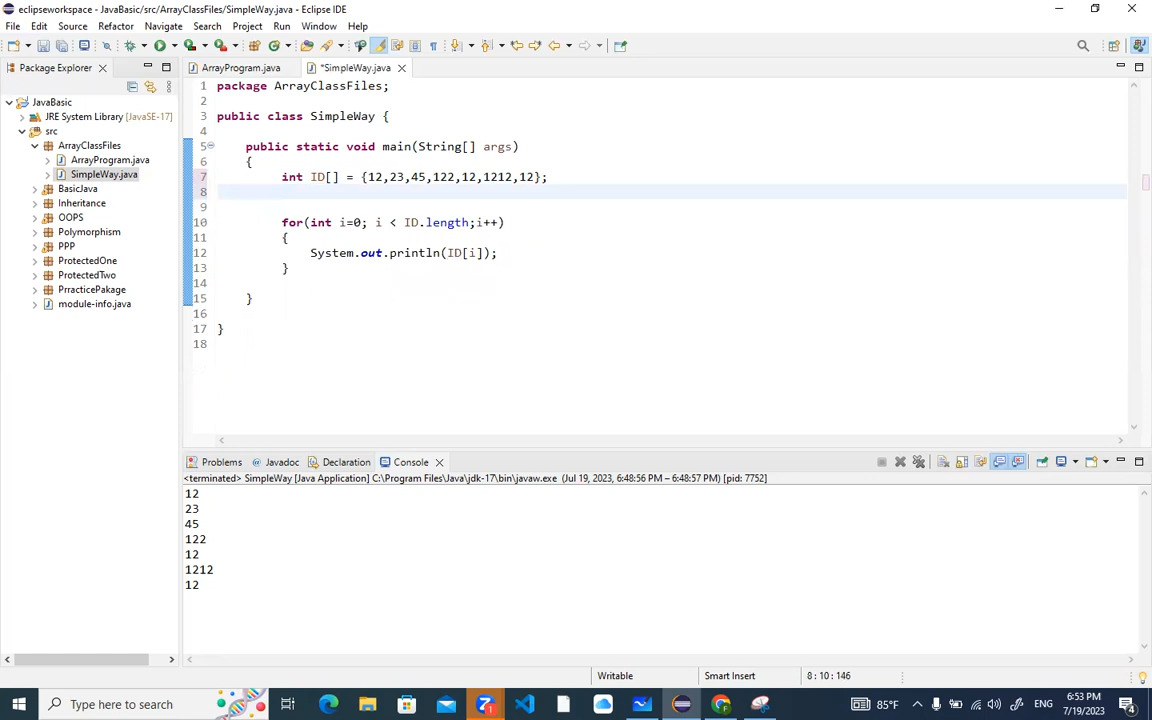 eclipseworkspace - JavaBasic/src/ArrayClassFiles/SimpleWay.java - Eclipse IDE
File Edit Source Refactor Navigate Search Project Run Window Help
Package Explorer
JavaBasic
JRE System Library [JavaSE-17]
src
ArrayClassFiles
ArrayProgram.java
SimpleWay.java
BasicJava
Inheritance
OOPS
Polymorphism
PPP
ProtectedOne
ProtectedTwo
PrracticePakage
module-info.java
ArrayProgram.java *SimpleWay.java
1 package ArrayClassFiles;
2
3 public class SimpleWay {
4
5 public static void main(String[] args)
6 {
7 int ID[] = {12,23,45,122,12,1212,12};
8
9
10 for(int i=0; i < ID.length;i++)
11 {
12 System.out.println(ID[i]);
13 }
14
15 }
16
17 }
18
Problems Javadoc Declaration Console
<terminated> SimpleWay [Java Application] C:\Program Files\Java\jdk-17\bin\javaw.exe (Jul 19, 2023, 6:48:56 PM – 6:48:57 PM) [pid: 7752]
12
23
45
122
12
1212
12
Writable Smart Insert 8 : 10 : 146
Type here to search
85°F ENG 6:53 PM
7/19/2023